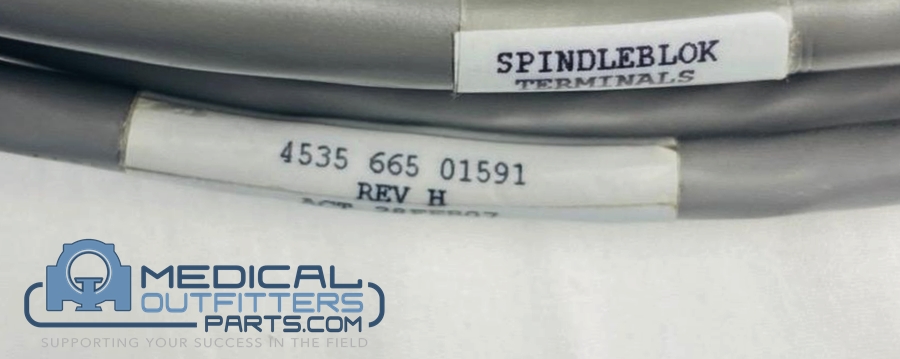 SPINDLEBLOK
TERMINALS
4535 665 01591
REV H
MEDICAL
OUTFITTERS
PARTS.COM
SUPPORTING YOUR SUCCESS IN THE FIELD